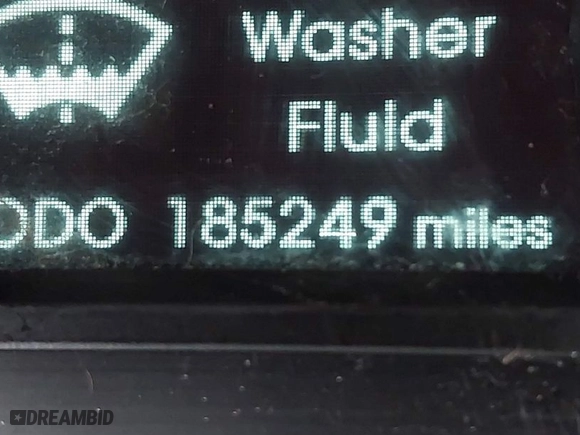 Washer
Fluid
ODO 185249 miles
DREAMBID